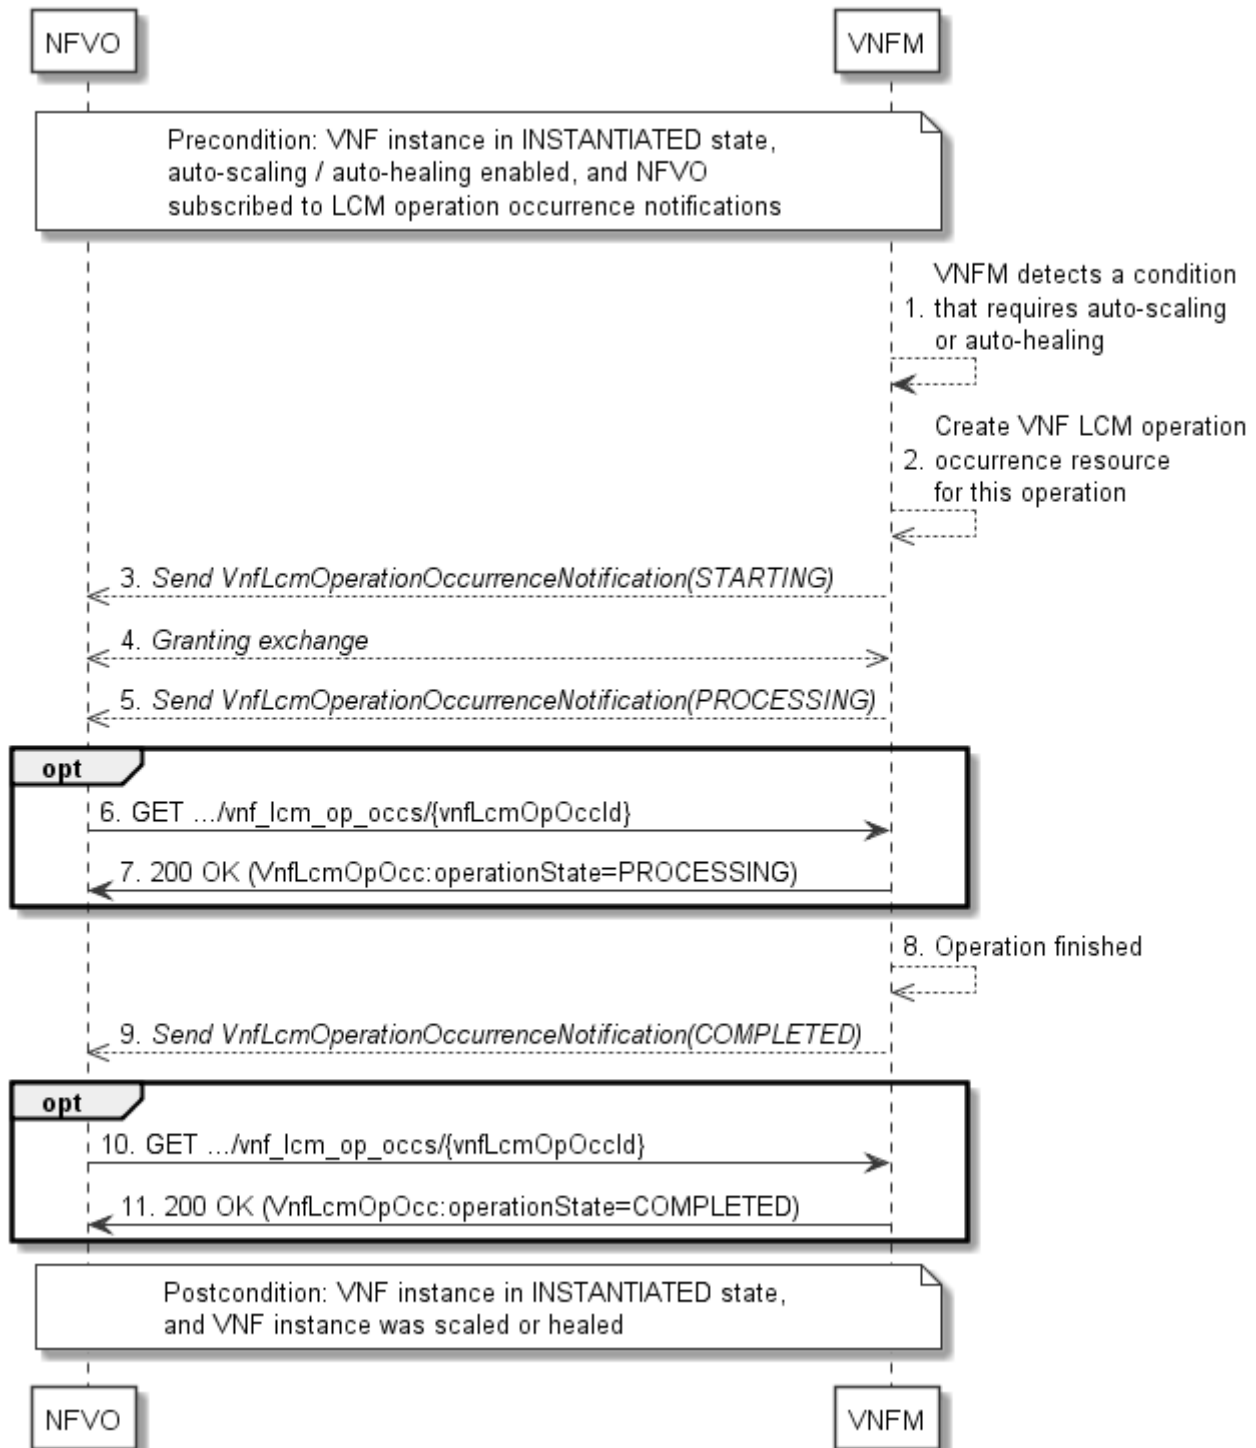 NFVO
VNFM
Precondition: VNF instance in INSTANTIATED state,
auto-scaling / auto-healing enabled, and NFVO
subscribed to LCM operation occurrence notifications
VNFM detects a condition
1. that requires auto-scaling
or auto-healing
Create VNF LCM operation
2. occurrence resource
for this operation
3. Send VnfLcmOperationOccurrenceNotification(STARTING)
4. Granting exchange
5. Send VnfLcmOperationOccurrenceNotification(PROCESSING)
opt
6. GET .../vnf_lcm_op_occs/{vnfLcmOpOccId}
7. 200 OK (VnfLcmOpOcc:operationState=PROCESSING)
8. Operation finished
9. Send VnfLcmOperationOccurrenceNotification(COMPLETED)
opt
10. GET .../vnf_lcm_op_occs/{vnfLcmOpOccId}
11. 200 OK (VnfLcmOpOcc:operationState=COMPLETED)
Postcondition: VNF instance in INSTANTIATED state,
and VNF instance was scaled or healed
NFVO
VNFM